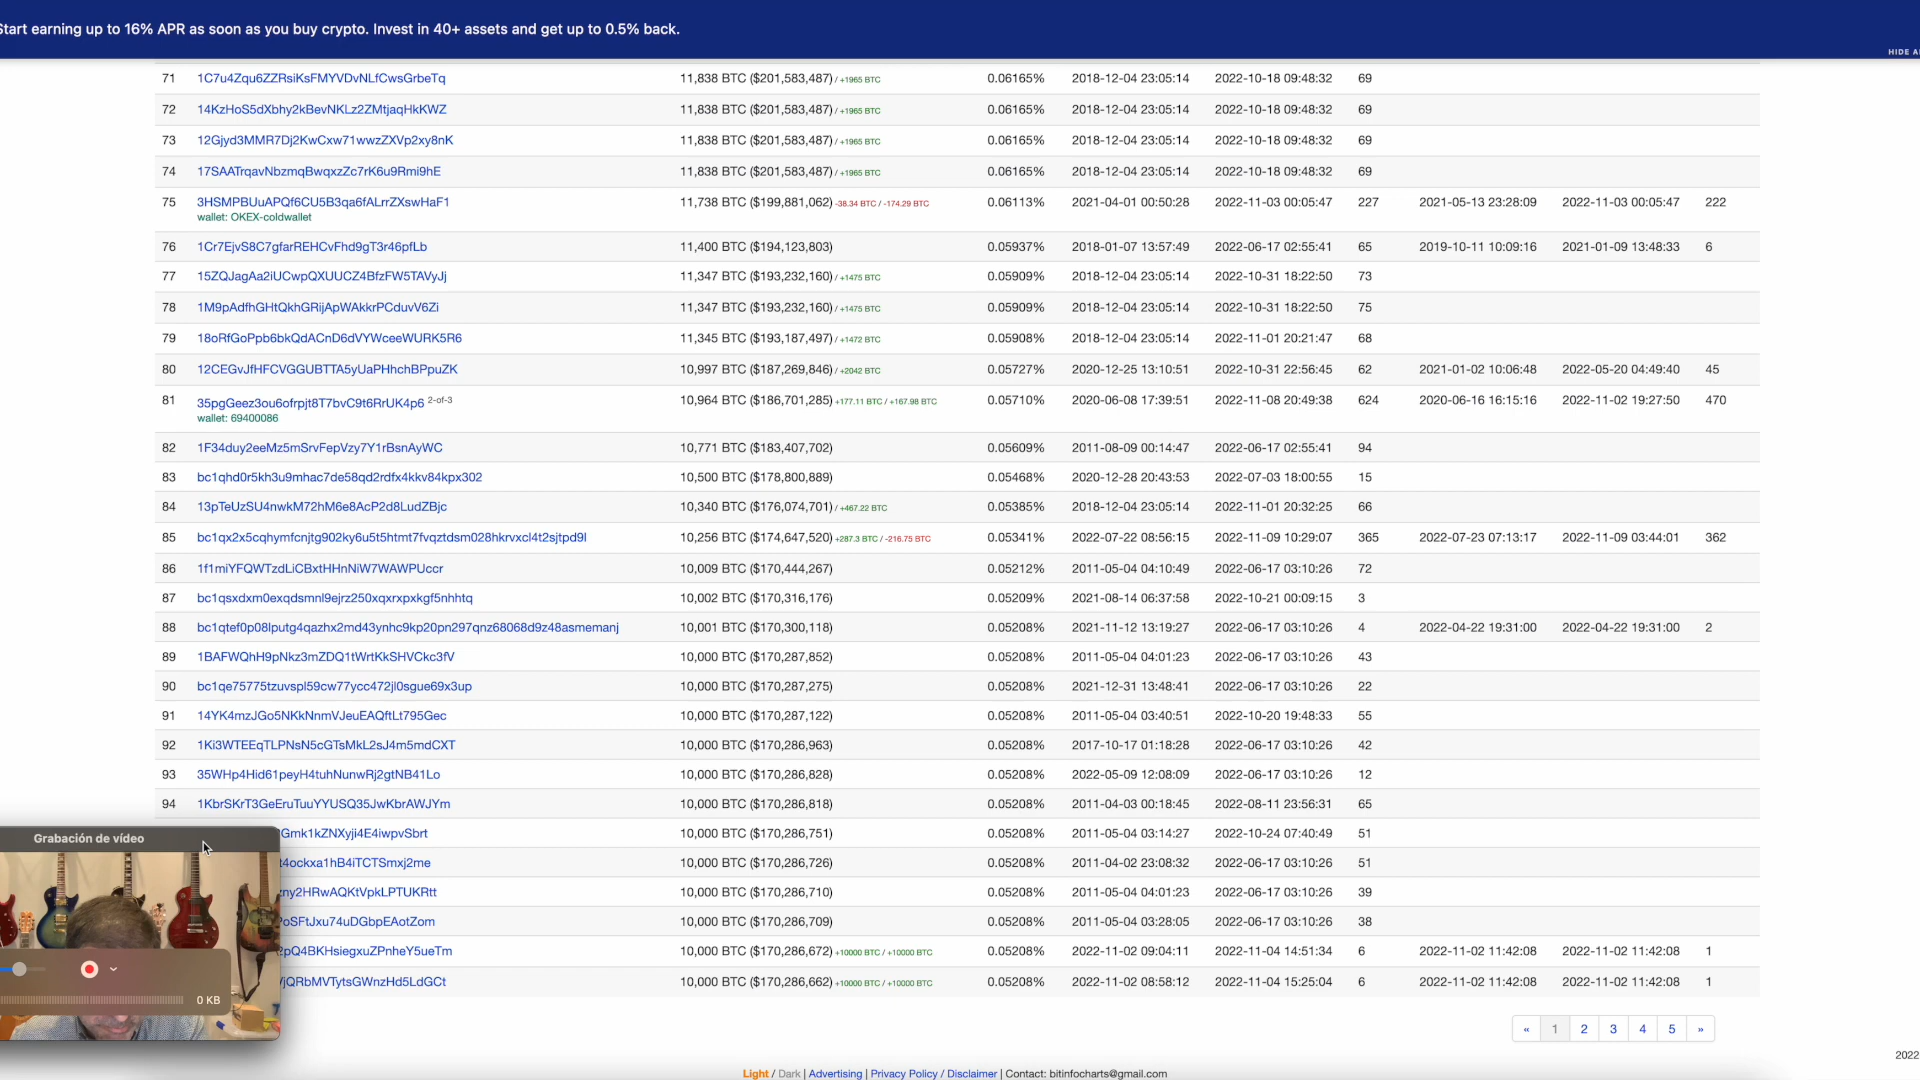 Start earning up to 16% APR as soon as you buy crypto. Invest in 40+ assets and get up to 0.5% back.
HIDE A
71 1C7u4Zqu6ZZRsiKsFMYVDvNLfCwsGrbeTq 11,838 BTC ($201,583,487) / +1965 BTC 0.06165% 2018-12-04 23:05:14 2022-10-18 09:48:32 69
72 14KzHoS5dXbhy2kBevNKLz2ZMtjaqHkKWZ 11,838 BTC ($201,583,487) / +1965 BTC 0.06165% 2018-12-04 23:05:14 2022-10-18 09:48:32 69
73 12Gjyd3MMR7Dj2KwCxw71wwzZXVp2xy8nK 11,838 BTC ($201,583,487) / +1965 BTC 0.06165% 2018-12-04 23:05:14 2022-10-18 09:48:32 69
74 17SAATrqavNbzmqBwqxzZc7rK6u9Rmi9hE 11,838 BTC ($201,583,487) / +1965 BTC 0.06165% 2018-12-04 23:05:14 2022-10-18 09:48:32 69
75 3HSMPBUuAPQf6CU5B3qa6fALrrZXswHaF1 11,738 BTC ($199,881,062) -38.34 BTC / -174.29 BTC 0.06113% 2021-04-01 00:50:28 2022-11-03 00:05:47 227 2021-05-13 23:28:09 2022-11-03 00:05:47 222
wallet: OKEX-coldwallet
76 1Cr7EjvS8C7gfarREHCvFhd9gT3r46pfLb 11,400 BTC ($194,123,803) 0.05937% 2018-01-07 13:57:49 2022-06-17 02:55:41 65 2019-10-11 10:09:16 2021-01-09 13:48:33 6
77 15ZQJagAa2iUCwpQXUUCZ4BfzFW5TAVyJj 11,347 BTC ($193,232,160) / +1475 BTC 0.05909% 2018-12-04 23:05:14 2022-10-31 18:22:50 73
78 1M9pAdfhGHtQkhGRijApWAkkrPCduvV6Zi 11,347 BTC ($193,232,160) / +1475 BTC 0.05909% 2018-12-04 23:05:14 2022-10-31 18:22:50 75
79 18oRfGoPpb6bkQdACnD6dVYWceeWURK5R6 11,345 BTC ($193,187,497) / +1472 BTC 0.05908% 2018-12-04 23:05:14 2022-11-01 20:21:47 68
80 12CEGvJfHFCVGGUBTTA5yUaPHhchBPpuZK 10,997 BTC ($187,269,846) / +2042 BTC 0.05727% 2020-12-25 13:10:51 2022-10-31 22:56:45 62 2021-01-02 10:06:48 2022-05-20 04:49:40 45
81 35pgGeez3ou6ofrpjt8T7bvC9t6RrUK4p6 2-of-3 10,964 BTC ($186,701,285) +177.11 BTC / +167.98 BTC 0.05710% 2020-06-08 17:39:51 2022-11-08 20:49:38 624 2020-06-16 16:15:16 2022-11-02 19:27:50 470
wallet: 69400086
82 1F34duy2eeMz5mSrvFepVzy7Y1rBsnAyWC 10,771 BTC ($183,407,702) 0.05609% 2011-08-09 00:14:47 2022-06-17 02:55:41 94
83 bc1qhd0r5kh3u9mhac7de58qd2rdfx4kkv84kpx302 10,500 BTC ($178,800,889) 0.05468% 2020-12-28 20:43:53 2022-07-03 18:00:55 15
84 13pTeUzSU4nwkM72hM6e8AcP2d8LudZBjc 10,340 BTC ($176,074,701) / +467.22 BTC 0.05385% 2018-12-04 23:05:14 2022-11-01 20:32:25 66
85 bc1qx2x5cqhymfcnjtg902ky6u5t5htmt7fvqztdsm028hkrvxcl4t2sjtpd9l 10,256 BTC ($174,647,520) +287.3 BTC / -216.75 BTC 0.05341% 2022-07-22 08:56:15 2022-11-09 10:29:07 365 2022-07-23 07:13:17 2022-11-09 03:44:01 362
86 1f1miYFQWTzdLiCBxtHHnNiW7WAWPUccr 10,009 BTC ($170,444,267) 0.05212% 2011-05-04 04:10:49 2022-06-17 03:10:26 72
87 bc1qsxdxm0exqdsmnl9ejrz250xqxrxpxkgf5nhhtq 10,002 BTC ($170,316,176) 0.05209% 2021-08-14 06:37:58 2022-10-21 00:09:15 3
88 bc1qtef0p08lputg4qazhx2md43ynhc9kp20pn297qnz68068d9z48asmemanj 10,001 BTC ($170,300,118) 0.05208% 2021-11-12 13:19:27 2022-06-17 03:10:26 4 2022-04-22 19:31:00 2022-04-22 19:31:00 2
89 1BAFWQhH9pNkz3mZDQ1tWrtKkSHVCkc3fV 10,000 BTC ($170,287,852) 0.05208% 2011-05-04 04:01:23 2022-06-17 03:10:26 43
90 bc1qe75775tzuvspl59cw77ycc472jl0sgue69x3up 10,000 BTC ($170,287,275) 0.05208% 2021-12-31 13:48:41 2022-06-17 03:10:26 22
91 14YK4mzJGo5NKkNnmVJeuEAQftLt795Gec 10,000 BTC ($170,287,122) 0.05208% 2011-05-04 03:40:51 2022-10-20 19:48:33 55
92 1Ki3WTEEqTLPNsN5cGTsMkL2sJ4m5mdCXT 10,000 BTC ($170,286,963) 0.05208% 2017-10-17 01:18:28 2022-06-17 03:10:26 42
93 35WHp4Hid61peyH4tuhNunwRj2gtNB41Lo 10,000 BTC ($170,286,828) 0.05208% 2022-05-09 12:08:09 2022-06-17 03:10:26 12
94 1KbrSKrT3GeEruTuuYYUSQ35JwKbrAWJYm 10,000 BTC ($170,286,818) 0.05208% 2011-04-03 00:18:45 2022-08-11 23:56:31 65
Grabación de vídeo
Gmk1kZNXyji4E4iwpvSbrt 10,000 BTC ($170,286,751) 0.05208% 2011-05-04 03:14:27 2022-10-24 07:40:49 51
t4ockxa1hB4iTCTSmxj2me 10,000 BTC ($170,286,726) 0.05208% 2011-04-02 23:08:32 2022-06-17 03:10:26 51
zny2HRwAQKtVpkLPTUKRtt 10,000 BTC ($170,286,710) 0.05208% 2011-05-04 04:01:23 2022-06-17 03:10:26 39
PoSFtJxu74uDGbpEAotZom 10,000 BTC ($170,286,709) 0.05208% 2011-05-04 03:28:05 2022-06-17 03:10:26 38
2pQ4BKHsiegxuZPnheY5ueTm 10,000 BTC ($170,286,672) +10000 BTC / +10000 BTC 0.05208% 2022-11-02 09:04:11 2022-11-04 14:51:34 6 2022-11-02 11:42:08 2022-11-02 11:42:08 1
jQRbMVTytsGWnzHd5LdGCt 10,000 BTC ($170,286,662) +10000 BTC / +10000 BTC 0.05208% 2022-11-02 08:58:12 2022-11-04 15:25:04 6 2022-11-02 11:42:08 2022-11-02 11:42:08 1
0 KB
« 1 2 3 4 5 »
2022
Light / Dark | Advertising | Privacy Policy / Disclaimer | Contact: bitinfocharts@gmail.com